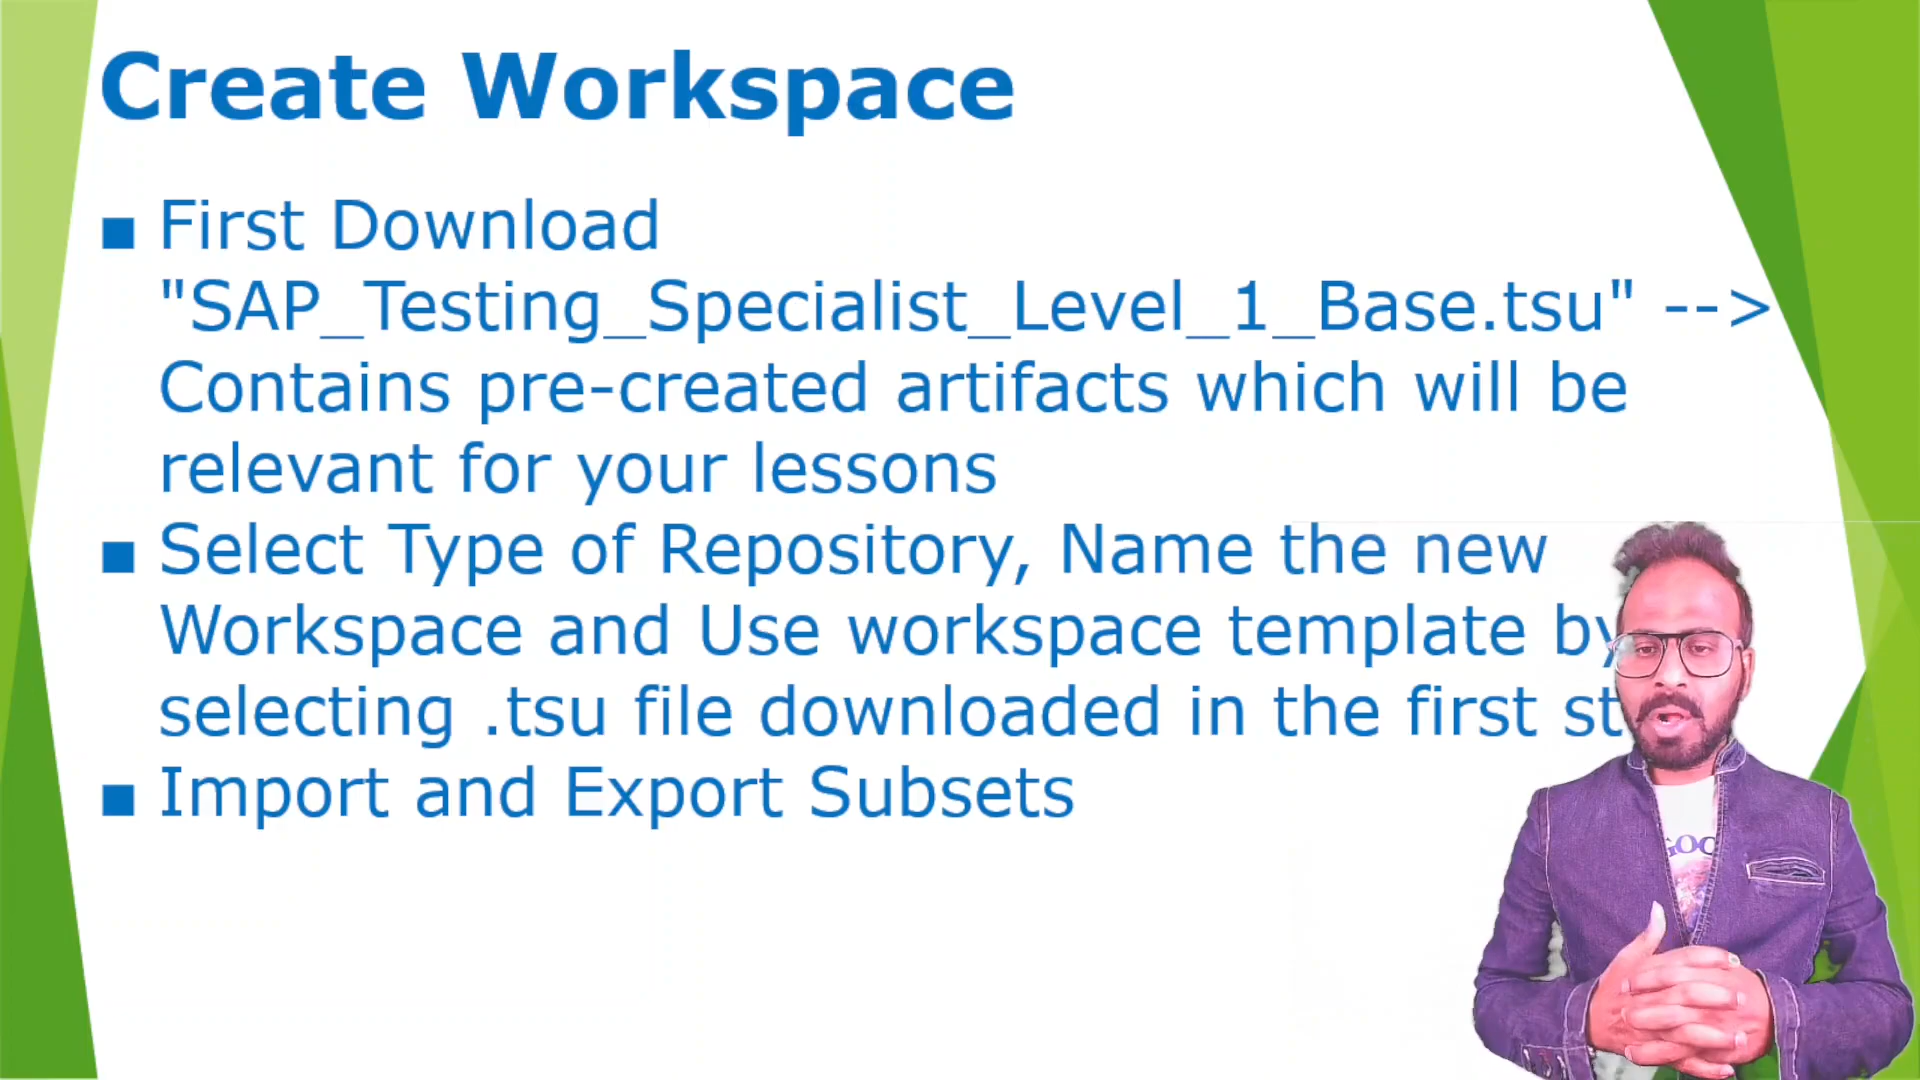 Create Workspace
■ First Download
"SAP_Testing_Specialist_Level_1_Base.tsu" -->
Contains pre-created artifacts which will be
relevant for your lessons
■ Select Type of Repository, Name the new
Workspace and Use workspace template by
selecting .tsu file downloaded in the first
■ Import and Export Subsets